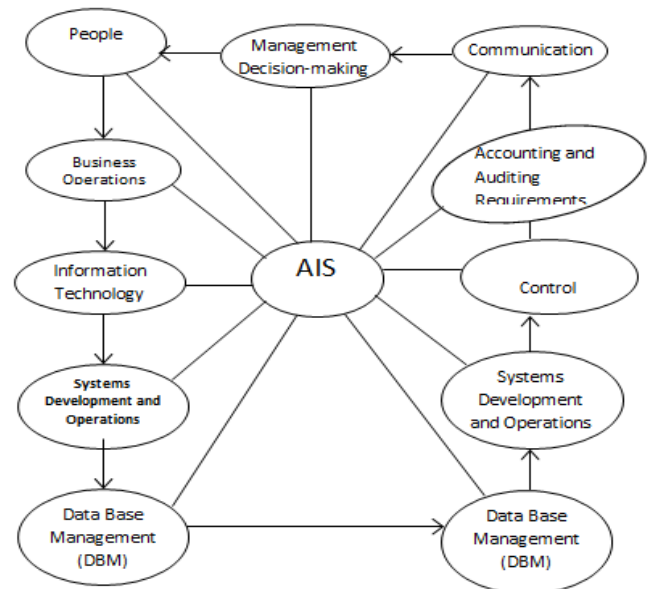 People
Management
Decision-making
Communication
Business
Operations
Accounting and
Auditing
Requirements
AIS
Information
Technology
Control
Systems
Development and
Operations
Systems
Development
and Operations
Data Base
Management
(DBM)
Data Base
Management
(DBM)